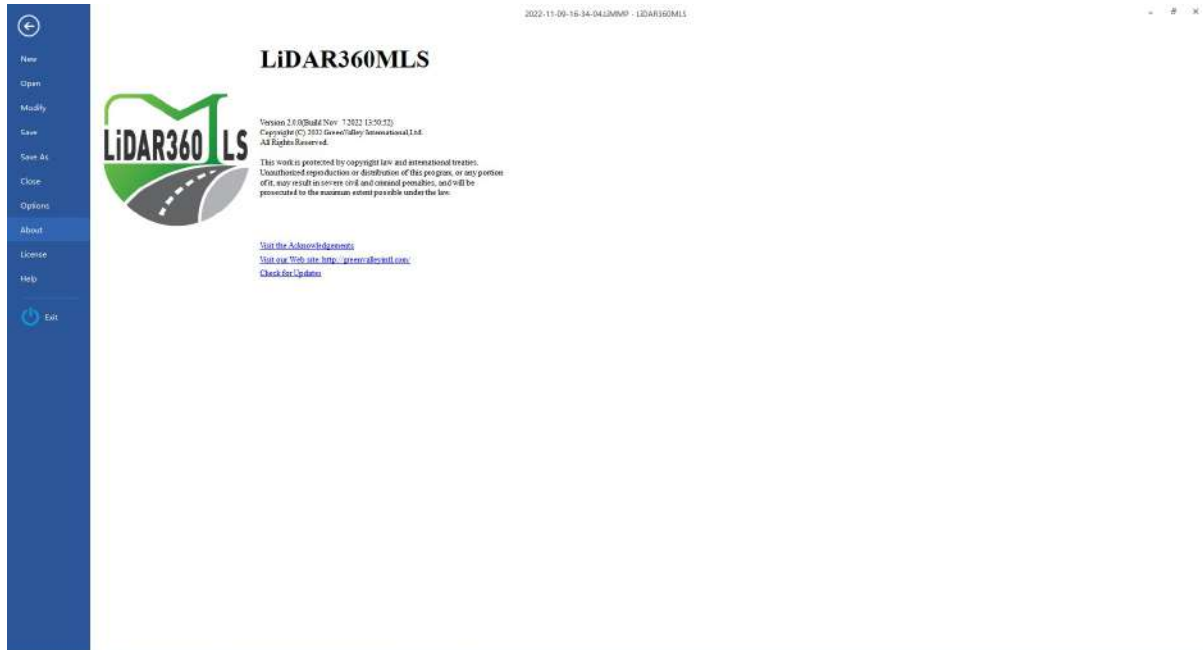 2022-11-09-16-34-04.LiMMP - LiDAR360MLS
New
Open
Modify
Save
Save As
Close
Options
About
License
Help
Exit
LiDAR360MLS
LiDAR360 LS
Version 2.0.0(Build Nov 7 2022 13:50:52)
Copyright (C) 2022 GreenValley International,Ltd.
All Rights Reserved.
This work is protected by copyright law and international treaties.
Unauthorized reproduction or distribution of this program, or any portion
of it, may result in severe civil and criminal penalties, and will be
prosecuted to the maximum extent possible under the law.
Visit the Acknowledgements
Visit our Web site: http://greenvalleyintl.com/
Check for Updates